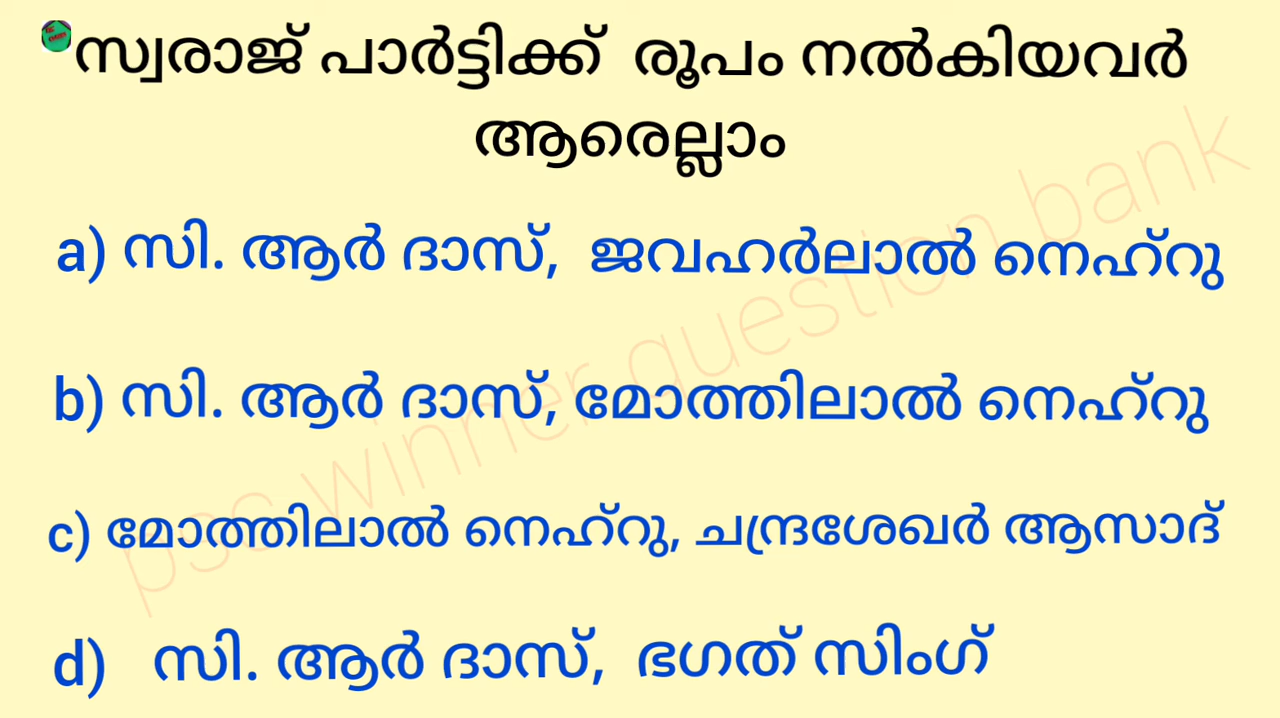 സ്വരാജ് പാർട്ടിക്ക് രൂപം നൽകിയവർ
ആരെല്ലാം
a) സി. ആർ ദാസ്, ജവഹർലാൽ നെഹ്റു
b) സി. ആർ ദാസ്, മോത്തിലാൽ നെഹ്റു
c) മോത്തിലാൽ നെഹ്റു, ചന്ദ്രശേഖർ ആസാദ്
d) സി. ആർ ദാസ്, ഭഗത് സിംഗ്
psc winner question bank